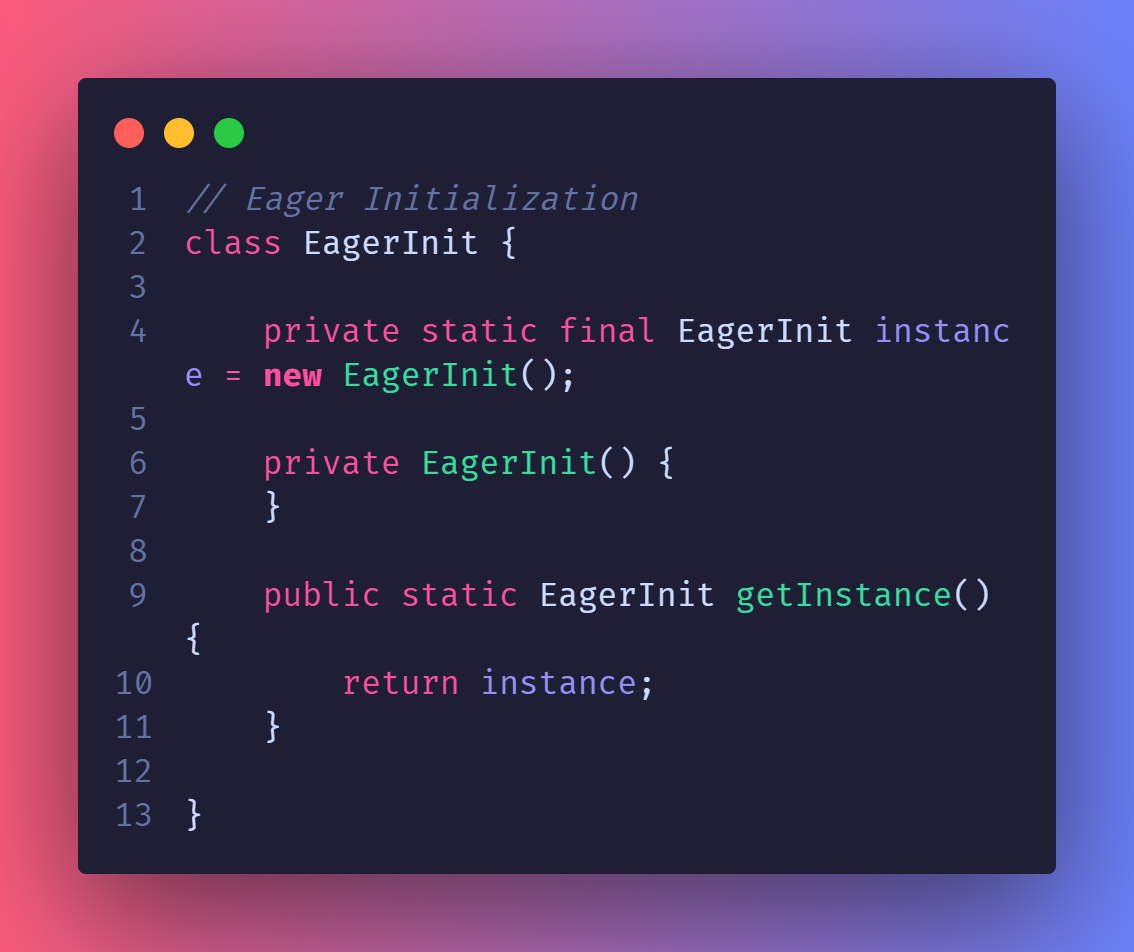 1 // Eager Initialization
2 class EagerInit {
3
4     private static final EagerInit instanc
e = new EagerInit();
5
6     private EagerInit() {
7     }
8
9     public static EagerInit getInstance()
{
10         return instance;
11     }
12
13 }